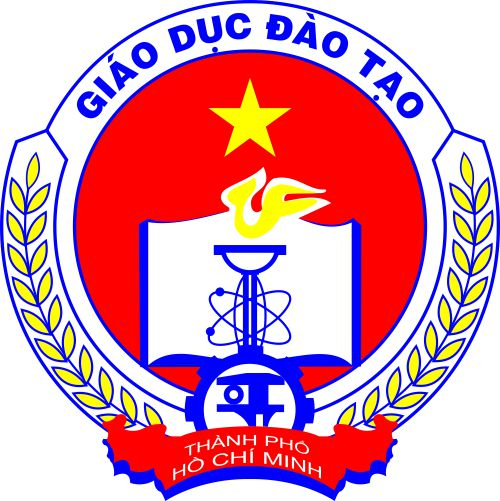 GIÁO DỤC ĐÀO TẠO
THÀNH PHỐ
HỒ CHÍ MINH